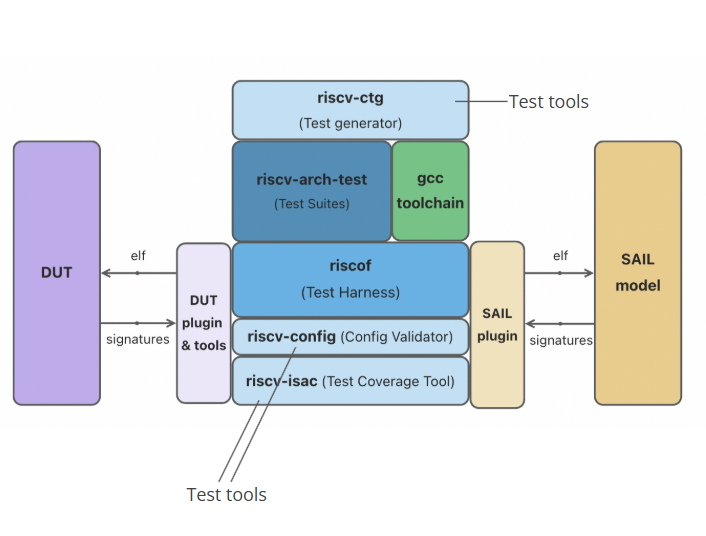 riscv-ctg
(Test generator)
Test tools
riscv-arch-test
(Test Suites)
gcc
toolchain
DUT
elf
signatures
DUT
plugin
& tools
riscof
(Test Harness)
riscv-config (Config Validator)
riscv-isac (Test Coverage Tool)
SAIL
plugin
elf
signatures
SAIL
model
Test tools